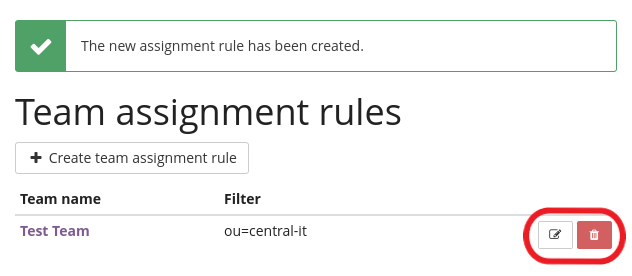 The new assignment rule has been created.
Team assignment rules
Create team assignment rule
Team name Filter
Test Team ou=central-it